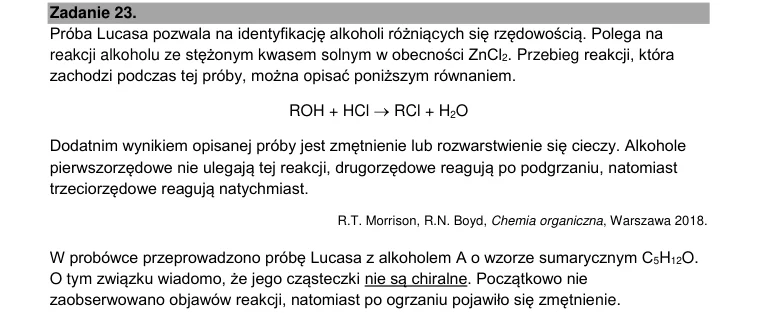 Zadanie 23.
Próba Lucasa pozwala na identyfikację alkoholi różniących się rzędowością. Polega na
reakcji alkoholu ze stężonym kwasem solnym w obecności ZnCl₂. Przebieg reakcji, która
zachodzi podczas tej próby, można opisać poniższym równaniem.
ROH + HCl → RCl + H₂O
Dodatnim wynikiem opisanej próby jest zmętnienie lub rozwarstwienie się cieczy. Alkohole
pierwszorzędowe nie ulegają tej reakcji, drugorzędowe reagują po podgrzaniu, natomiast
trzeciorzędowe reagują natychmiast.
R.T. Morrison, R.N. Boyd, Chemia organiczna, Warszawa 2018.
W probówce przeprowadzono próbę Lucasa z alkoholem A o wzorze sumarycznym C₅H₁₂O.
O tym związku wiadomo, że jego cząsteczki nie są chiralne. Początkowo nie
zaobserwowano objawów reakcji, natomiast po ogrzaniu pojawiło się zmętnienie.